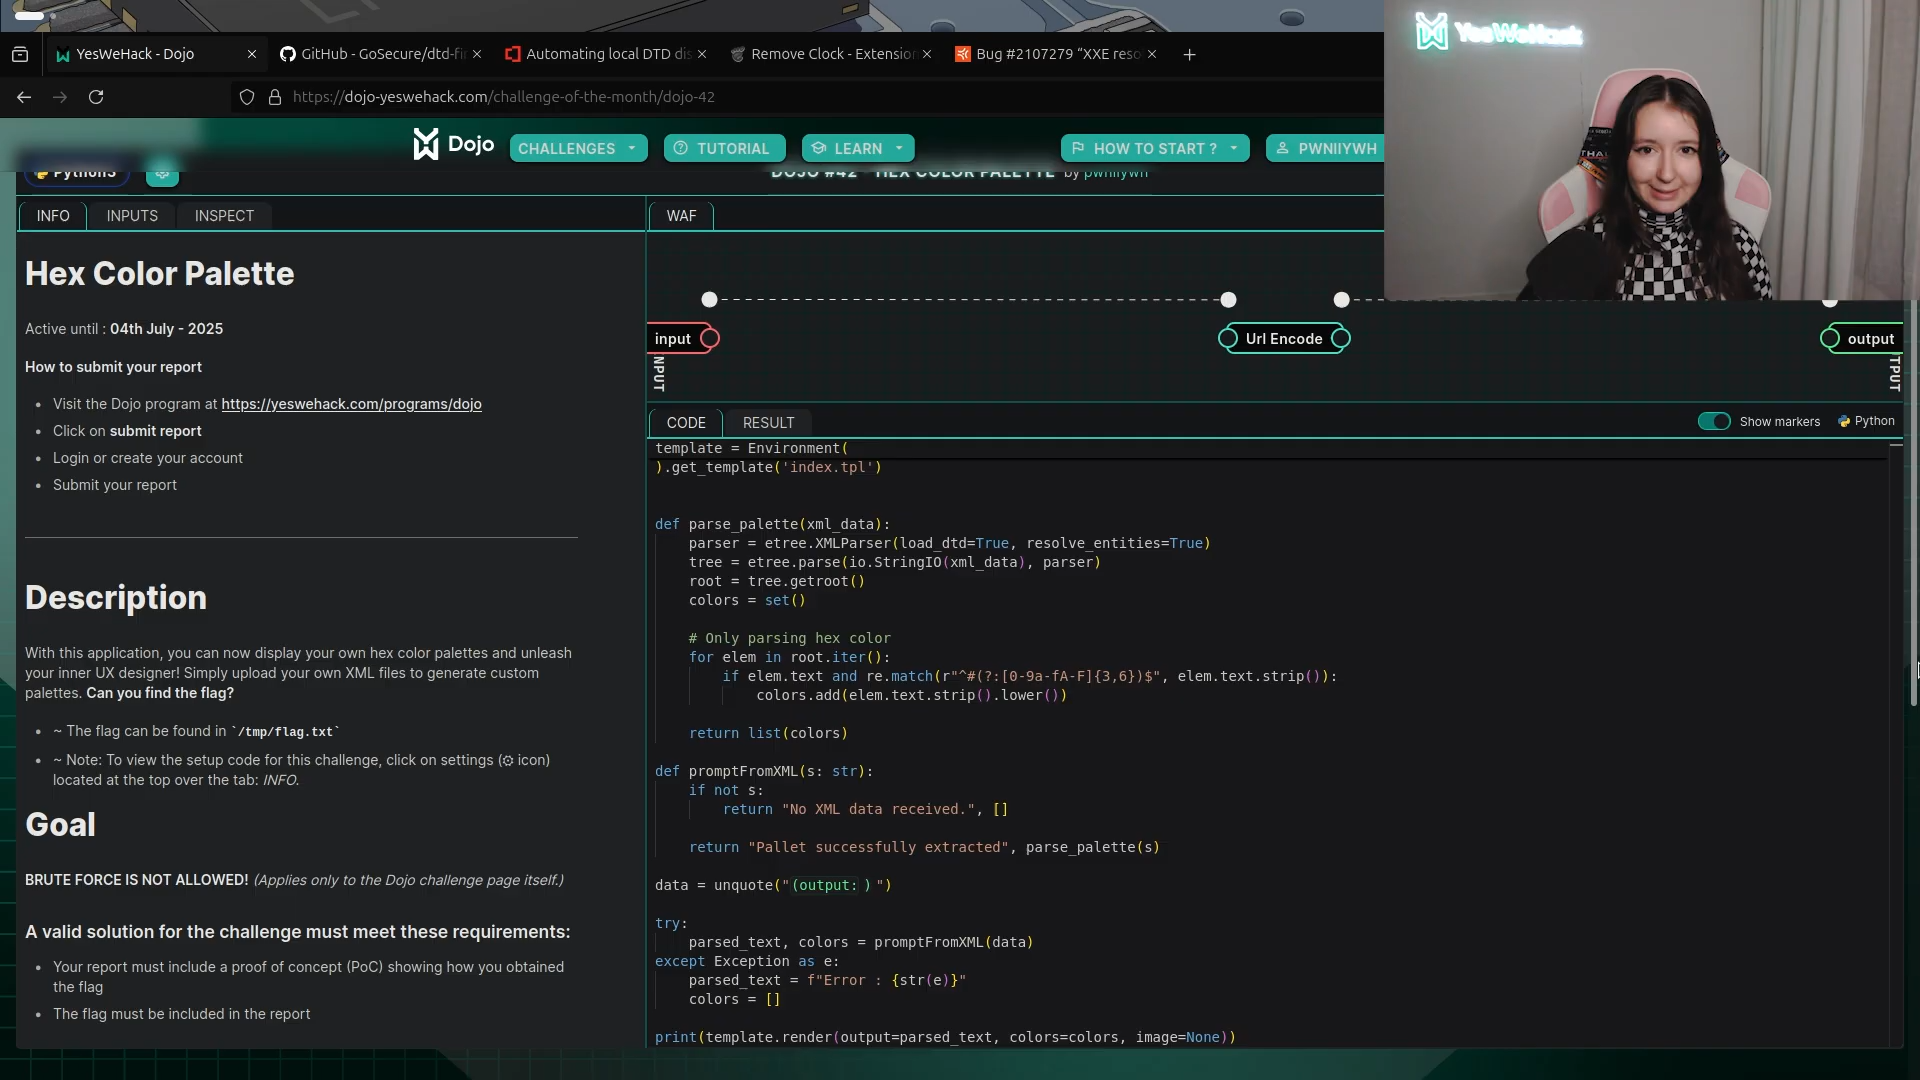 YesWeHack
YesWeHack - Dojo
GitHub - GoSecure/dtd-fi
Automating local DTD dis
Remove Clock - Extension
Bug #2107279 “XXE reso
https://dojo-yeswehack.com/challenge-of-the-month/dojo-42
Dojo
CHALLENGES
TUTORIAL
LEARN
HOW TO START ?
PWNIIYWH
Python3
DOJO #42 - HEX COLOR PALETTE by pwniiywh
INFO
INPUTS
INSPECT
WAF
Hex Color Palette
Active until : 04th July - 2025
How to submit your report
• Visit the Dojo program at https://yeswehack.com/programs/dojo
• Click on submit report
• Login or create your account
• Submit your report
Description
With this application, you can now display your own hex color palettes and unleash
your inner UX designer! Simply upload your own XML files to generate custom
palettes. Can you find the flag?
• ~ The flag can be found in `/tmp/flag.txt`
• ~ Note: To view the setup code for this challenge, click on settings (⚙ icon)
located at the top over the tab: INFO.
Goal
BRUTE FORCE IS NOT ALLOWED! (Applies only to the Dojo challenge page itself.)
A valid solution for the challenge must meet these requirements:
• Your report must include a proof of concept (PoC) showing how you obtained
the flag
• The flag must be included in the report
input
Url Encode
output
NPUT
TPUT
CODE
RESULT
Show markers
Python
template = Environment(
).get_template('index.tpl')
def parse_palette(xml_data):
    parser = etree.XMLParser(load_dtd=True, resolve_entities=True)
    tree = etree.parse(io.StringIO(xml_data), parser)
    root = tree.getroot()
    colors = set()
    # Only parsing hex color
    for elem in root.iter():
        if elem.text and re.match(r"^#(?:[0-9a-fA-F]{3,6})$", elem.text.strip()):
            colors.add(elem.text.strip().lower())
    return list(colors)
def promptFromXML(s: str):
    if not s:
        return "No XML data received.", []
    return "Pallet successfully extracted", parse_palette(s)
data = unquote("(output: )")
try:
    parsed_text, colors = promptFromXML(data)
except Exception as e:
    parsed_text = f"Error : {str(e)}"
    colors = []
print(template.render(output=parsed_text, colors=colors, image=None))